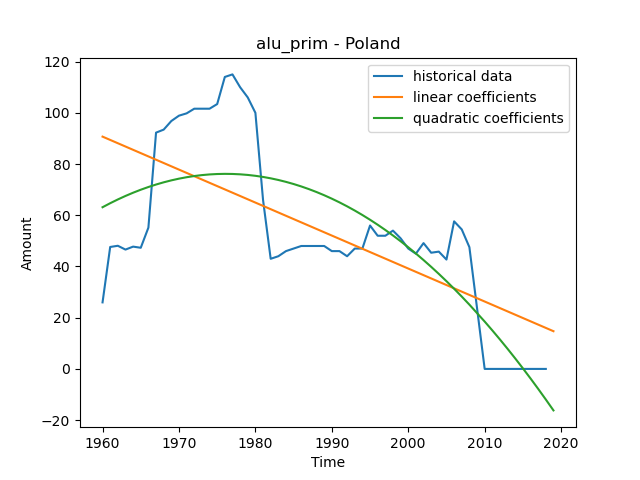 alu_prim - Poland
historical data
linear coefficients
quadratic coefficients
120
100
80
60
40
20
0
−20
Amount
1960 1970 1980 1990 2000 2010 2020
Time